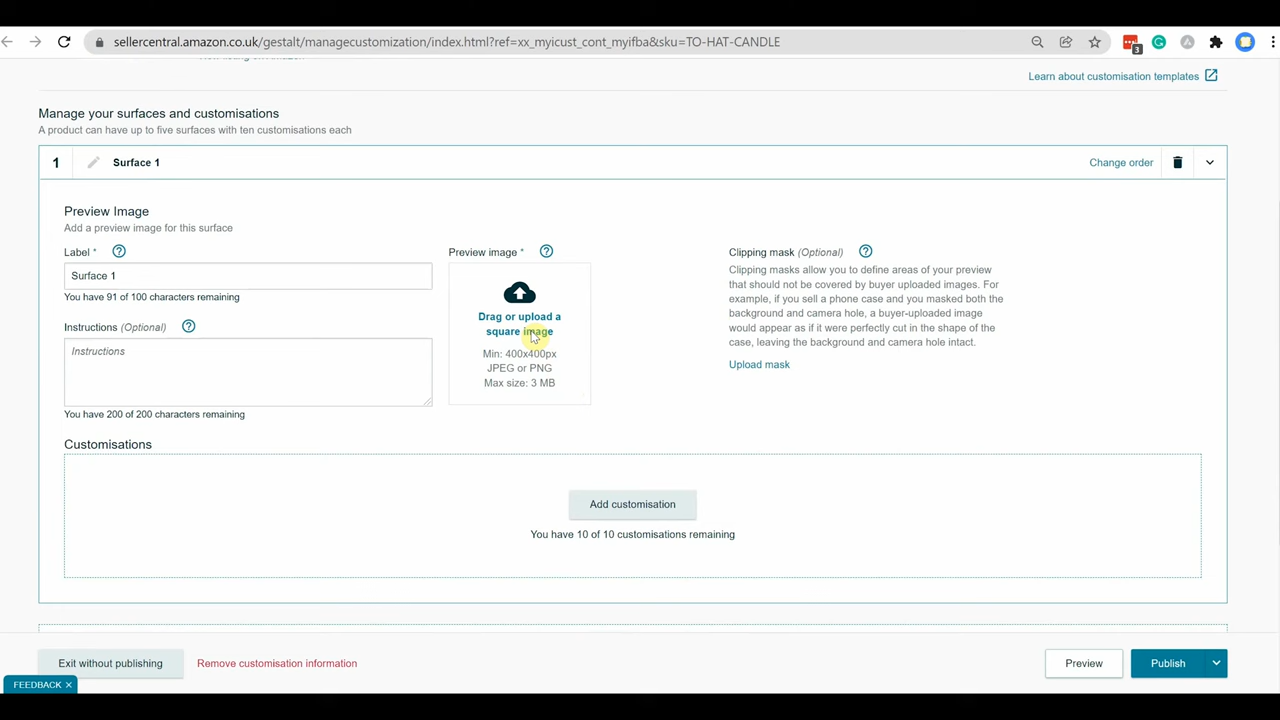 sellercentral.amazon.co.uk/gestalt/managecustomization/index.html?ref=xx_myicust_cont_myifba&sku=TO-HAT-CANDLE
3
Learn about customisation templates
Manage your surfaces and customisations
A product can have up to five surfaces with ten customisations each
1
Surface 1
Change order
Preview Image
Add a preview image for this surface
Label *
Preview image *
Clipping mask (Optional)
Surface 1
You have 91 of 100 characters remaining
Instructions (Optional)
Instructions
You have 200 of 200 characters remaining
Drag or upload a
square image
Min: 400x400px
JPEG or PNG
Max size: 3 MB
Clipping masks allow you to define areas of your preview
that should not be covered by buyer uploaded images. For
example, if you sell a phone case and you masked both the
background and camera hole, a buyer-uploaded image
would appear as if it were perfectly cut in the shape of the
case, leaving the background and camera hole intact.
Upload mask
Customisations
Add customisation
You have 10 of 10 customisations remaining
Exit without publishing
Remove customisation information
Preview
Publish
FEEDBACK ×